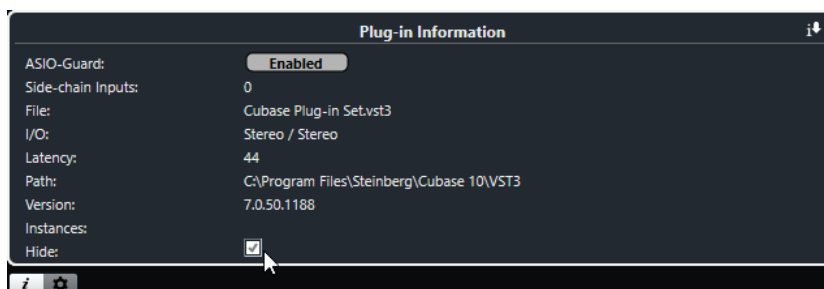 Plug-in Information
ASIO-Guard: Enabled
Side-chain Inputs: 0
File: Cubase Plug-in Set.vst3
I/O: Stereo / Stereo
Latency: 44
Path: C:\Program Files\Steinberg\Cubase 10\VST3
Version: 7.0.50.1188
Instances:
Hide: